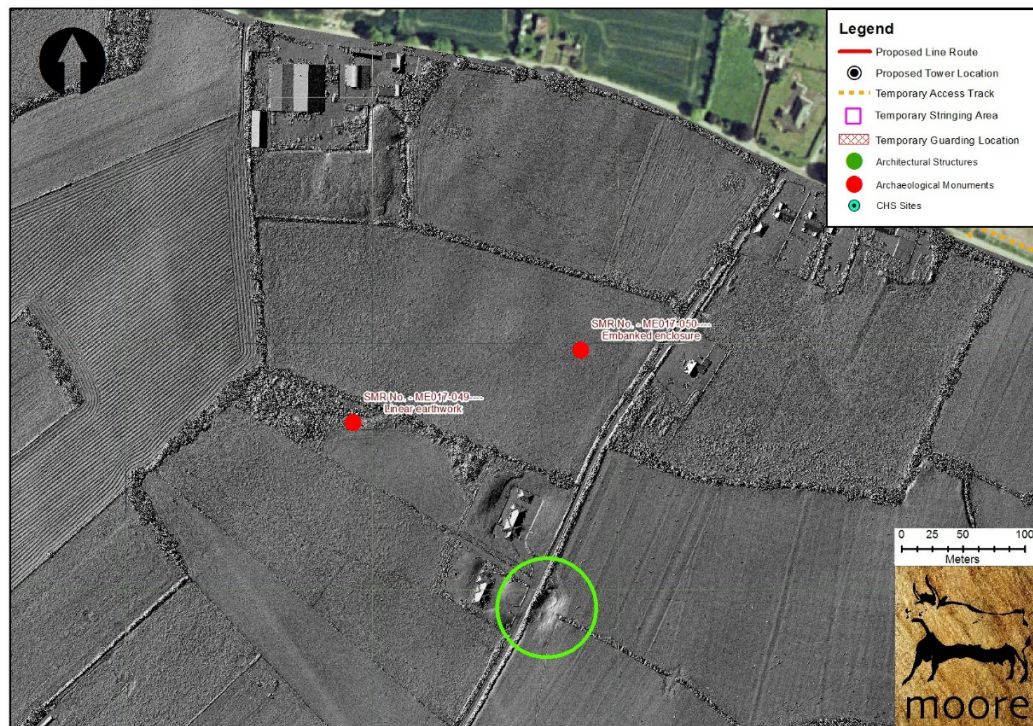 Legend
Proposed Line Route
Proposed Tower Location
Temporary Access Track
Temporary Stringing Area
Temporary Guarding Location
Architectural Structures
Archaeological Monuments
CHS Sites
SMR No. - ME017-050----
Embanked enclosure
SMR No. - ME017-049----
Linear earthwork
0 25 50 100
Meters
moore